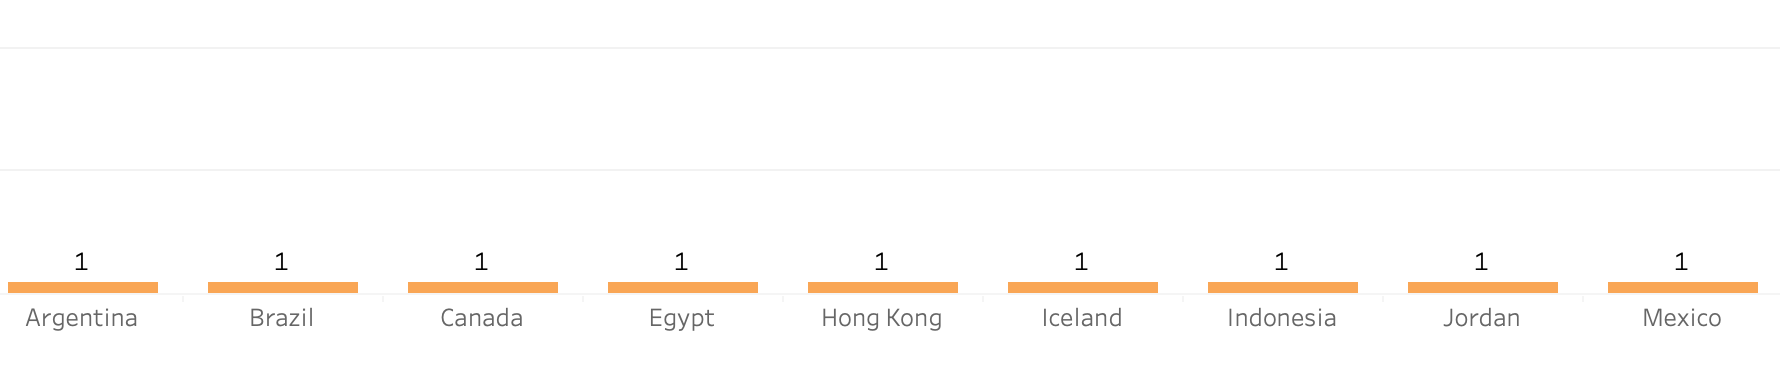 1 1 1 1 1 1 1 1 1
Argentina Brazil Canada Egypt Hong Kong Iceland Indonesia Jordan Mexico